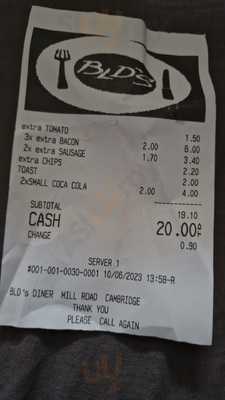 BLD'S
extra TOMATO 1.50
3x extra BACON 2.00 6.00
2x extra SAUSAGE 1.70 3.40
extra CHIPS 2.20
TOAST 2.00
2xSMALL COCA COLA 2.00 4.00
SUBTOTAL 19.10
CASH 20.00
CHANGE 0.90
SERVER 1
#001-001-0030-0001 10/06/2023 13:58-R
BLD's DINER MILL ROAD CAMBRIDGE
THANK YOU
PLEASE CALL AGAIN